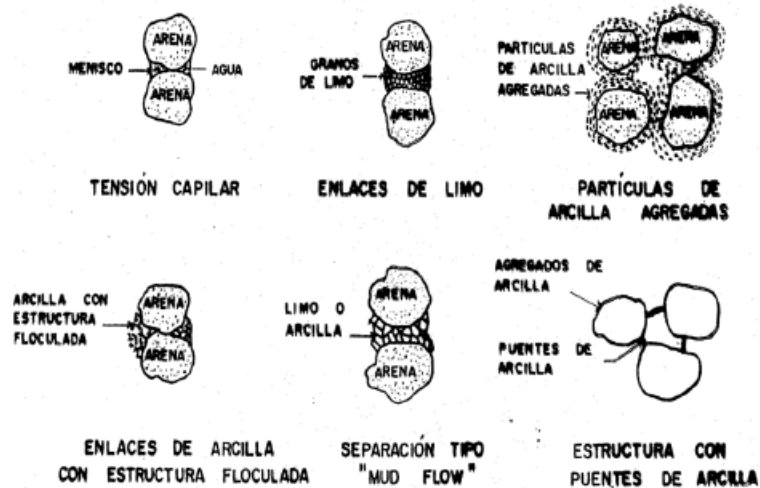 ARENA
MENISCO
AGUA
ARENA
TENSIÓN CAPILAR
ARENA
GRANOS
DE LIMO
ARENA
ENLACES DE LIMO
PARTICULAS
DE ARCILLA
AGREGADAS
ARENA
ARENA
ARENA
ARENA
PARTÍCULAS DE
ARCILLA AGREGADAS
ARCILLA CON
ESTRUCTURA
FLOCULADA
ARENA
ARENA
ENLACES DE ARCILLA
CON ESTRUCTURA FLOCULADA
ARENA
LIMO O
ARCILLA
ARENA
SEPARACIÓN TIPO
"MUD FLOW"
AGREGADOS DE
ARCILLA
PUENTES DE
ARCILLA
ESTRUCTURA CON
PUENTES DE ARCILLA